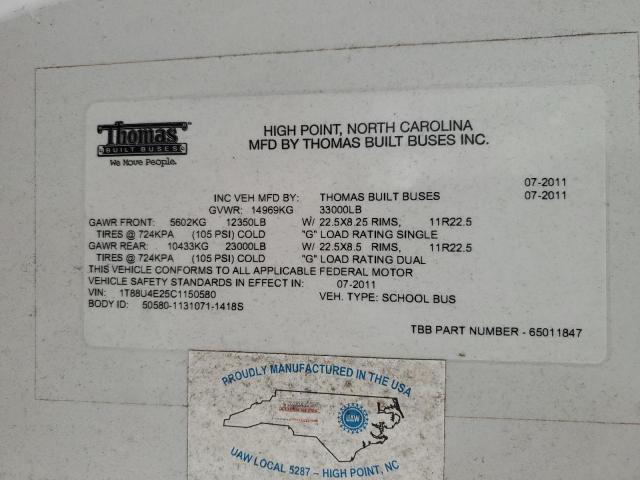 Thomas
BUILT BUSES
We Move People.
HIGH POINT, NORTH CAROLINA
MFD BY THOMAS BUILT BUSES INC.
07-2011
INC VEH MFD BY: THOMAS BUILT BUSES 07-2011
GVWR: 14969KG 33000LB
GAWR FRONT: 5602KG 12350LB W/ 22.5X8.25 RIMS, 11R22.5
TIRES @ 724KPA (105 PSI) COLD "G" LOAD RATING SINGLE
GAWR REAR: 10433KG 23000LB W/ 22.5X8.5 RIMS, 11R22.5
TIRES @ 724KPA (105 PSI) COLD "G" LOAD RATING DUAL
THIS VEHICLE CONFORMS TO ALL APPLICABLE FEDERAL MOTOR
VEHICLE SAFETY STANDARDS IN EFFECT IN: 07-2011
VIN: 1T88U4E25C1150580 VEH. TYPE: SCHOOL BUS
BODY ID: 50580-1131071-1418S
TBB PART NUMBER - 65011847
PROUDLY MANUFACTURED IN THE USA
UAW
UAW LOCAL 5287 – HIGH POINT, NC